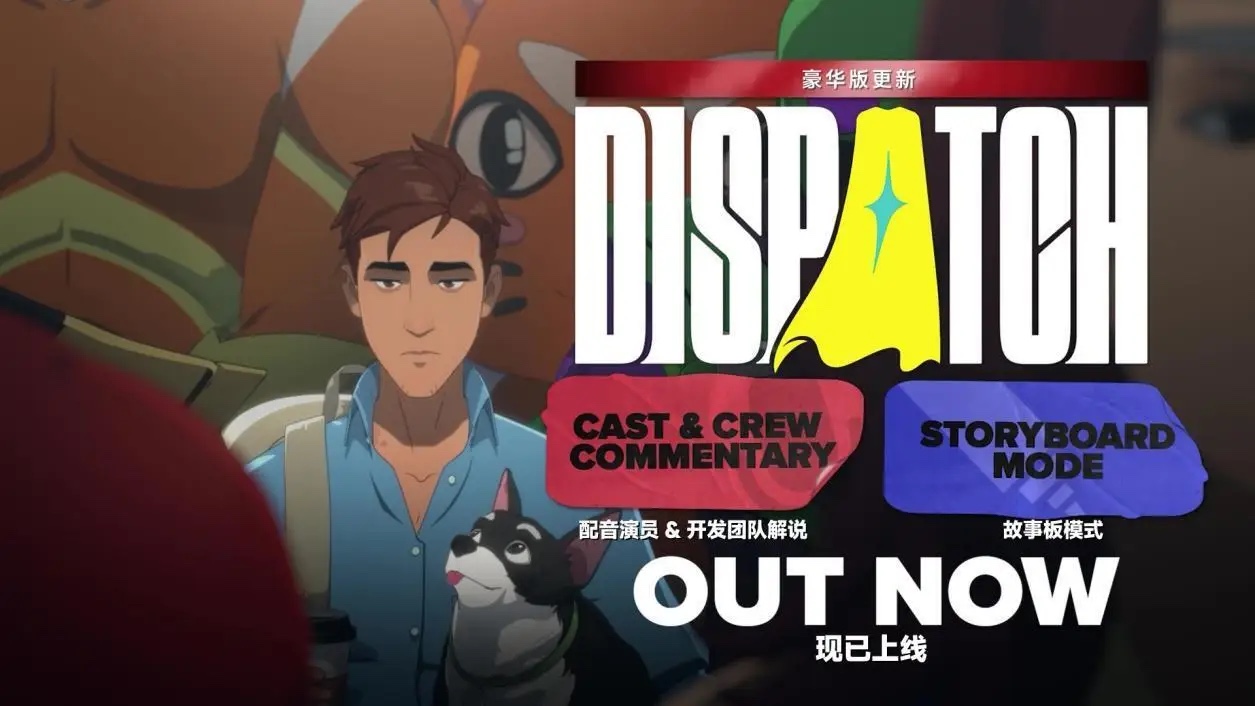 豪华版更新
DISPATCH
CAST & CREW
COMMENTARY
STORYBOARD
MODE
配音演员 & 开发团队解说
故事板模式
OUT NOW
现已上线